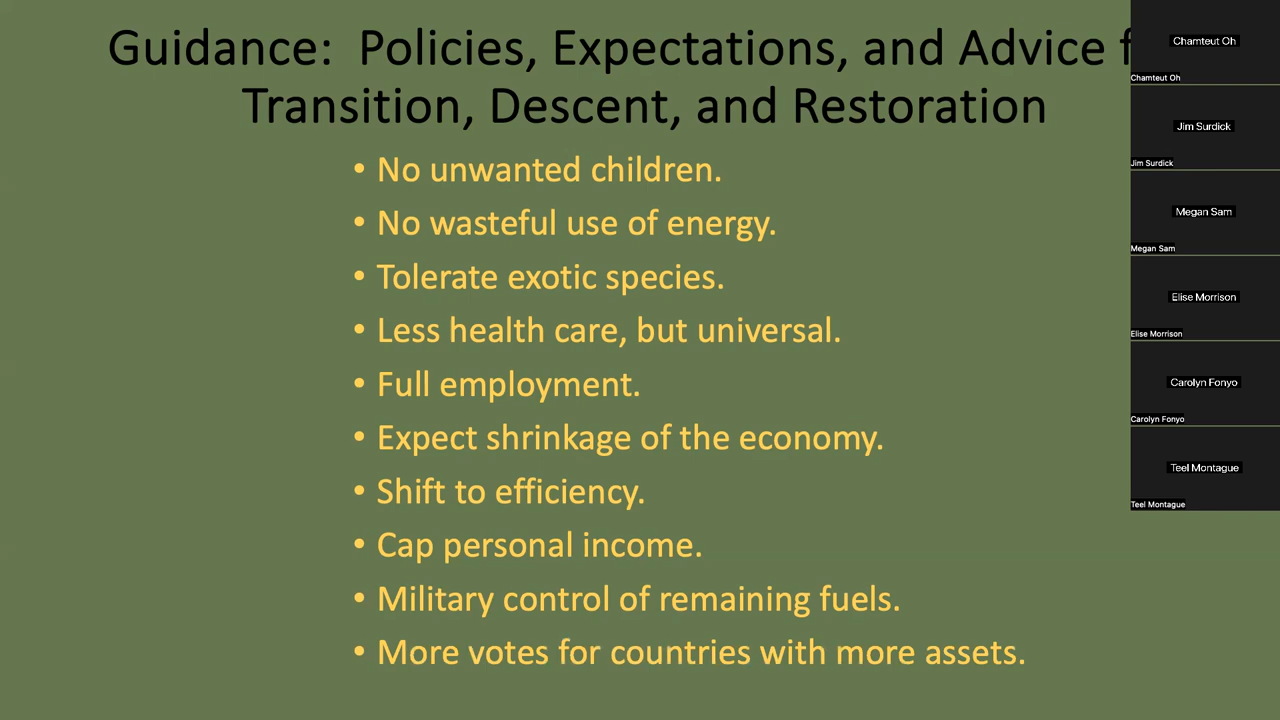 Guidance:  Policies, Expectations, and Advice
Transition, Descent, and Restoration
• No unwanted children.
• No wasteful use of energy.
• Tolerate exotic species.
• Less health care, but universal.
• Full employment.
• Expect shrinkage of the economy.
• Shift to efficiency.
• Cap personal income.
• Military control of remaining fuels.
• More votes for countries with more assets.
Chamteut Oh
Chamteut Oh
Jim Surdick
Jim Surdick
Megan Sam
Megan Sam
Elise Morrison
Elise Morrison
Carolyn Fonyo
Carolyn Fonyo
Teel Montague
Teel Montague